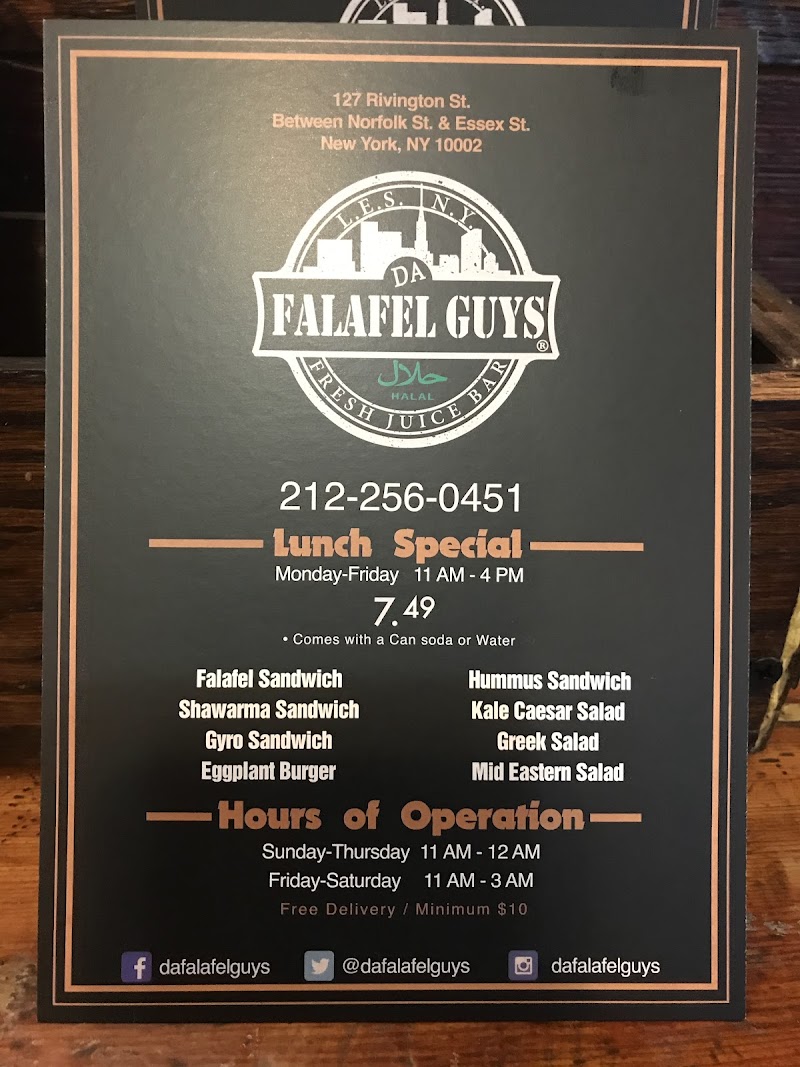 127 Rivington St.
Between Norfolk St. & Essex St.
New York, NY 10002
L.E.S. N.Y.
DA
FALAFEL GUYS®
حلال
HALAL
FRESH JUICE BAR
212-256-0451
Lunch Special
Monday-Friday 11 AM - 4 PM
7.49
• Comes with a Can soda or Water
Falafel Sandwich
Shawarma Sandwich
Gyro Sandwich
Eggplant Burger
Hummus Sandwich
Kale Caesar Salad
Greek Salad
Mid Eastern Salad
Hours of Operation
Sunday-Thursday 11 AM - 12 AM
Friday-Saturday 11 AM - 3 AM
Free Delivery / Minimum $10
dafalafelguys @dafalafelguys dafalafelguys